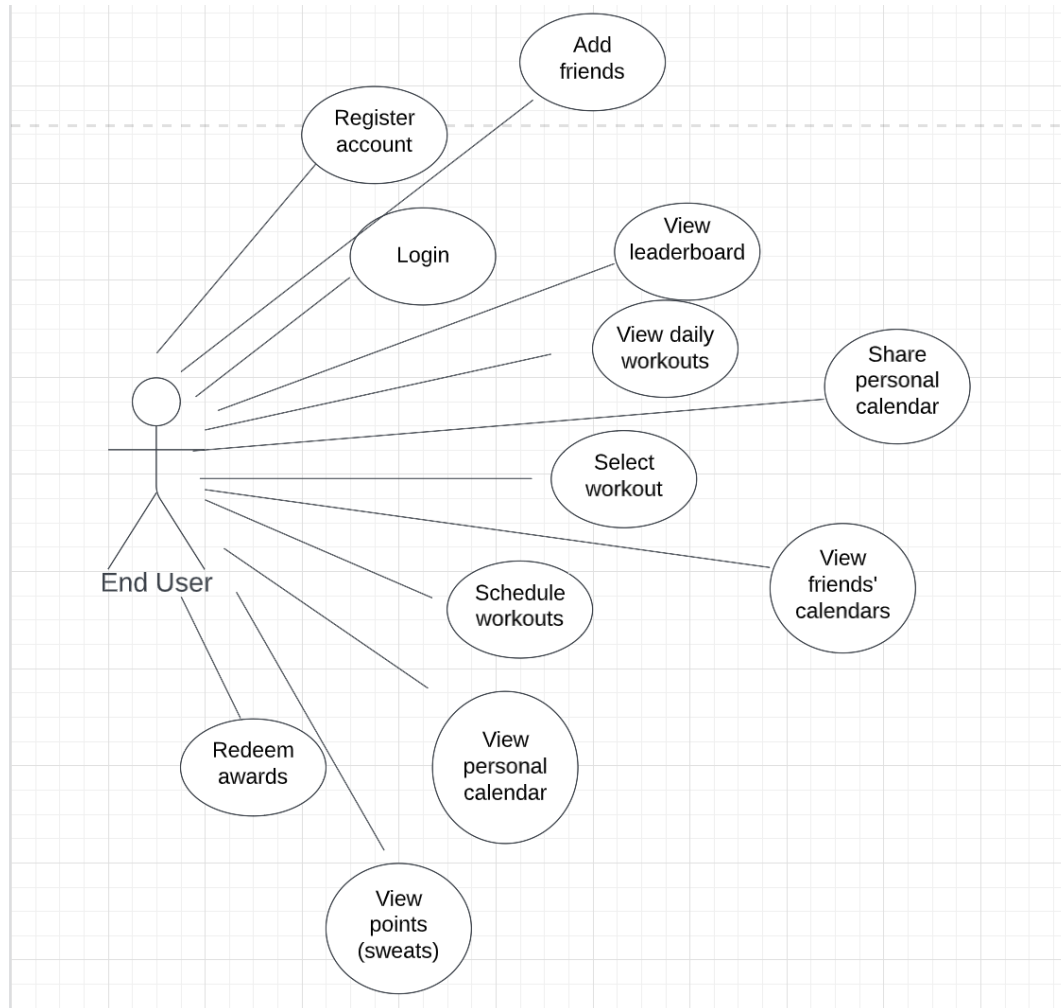 Add
friends
Register
account
View
leaderboard
Login
View daily
workouts
Share
personal
calendar
Select
workout
View
friends'
calendars
End User
Schedule
workouts
Redeem
awards
View
personal
calendar
View
points
(sweats)